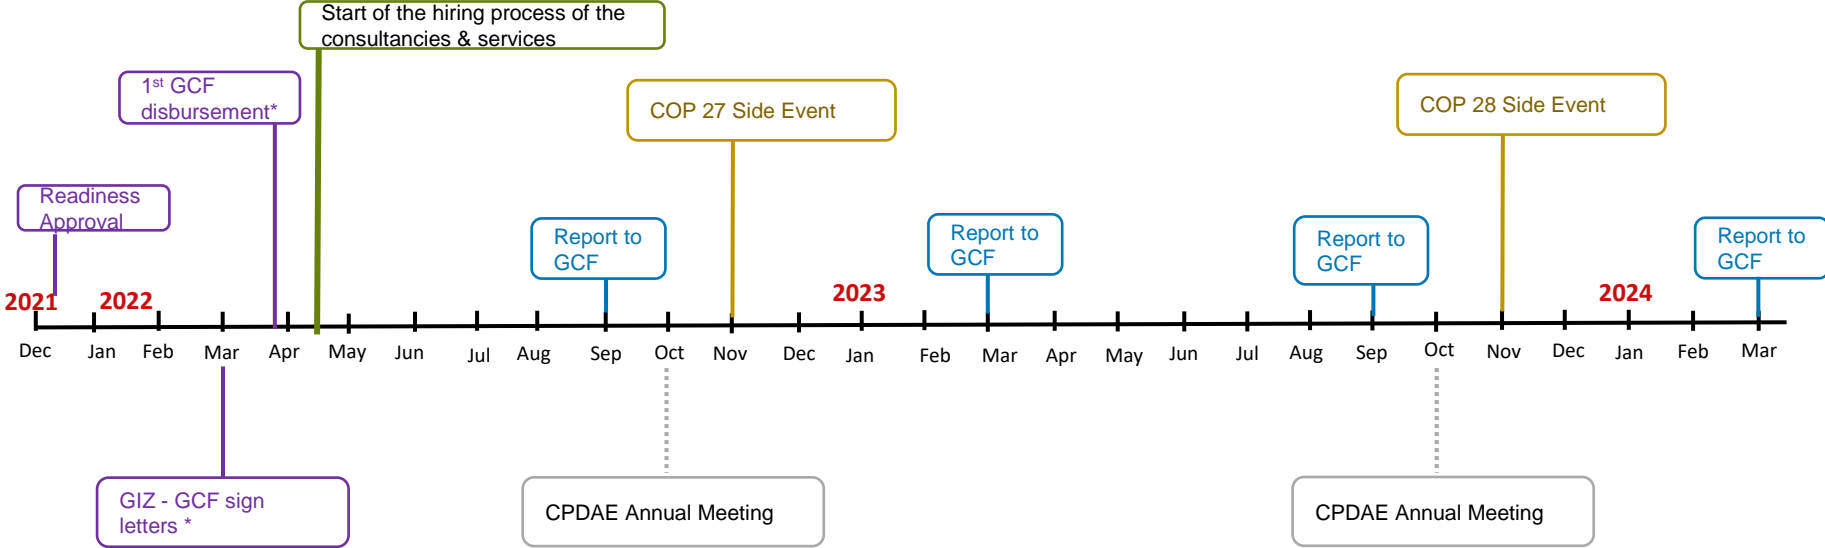 Start of the hiring process of the
consultancies & services
1st GCF
disbursement*
COP 27 Side Event
COP 28 Side Event
Readiness
Approval
Report to
GCF
Report to
GCF
Report to
GCF
Report to
GCF
2021 2022 2023 2024
Dec Jan Feb Mar Apr May Jun Jul Aug Sep Oct Nov Dec Jan Feb Mar Apr May Jun Jul Aug Sep Oct Nov Dec Jan Feb Mar
GIZ - GCF sign
letters *
CPDAE Annual Meeting
CPDAE Annual Meeting